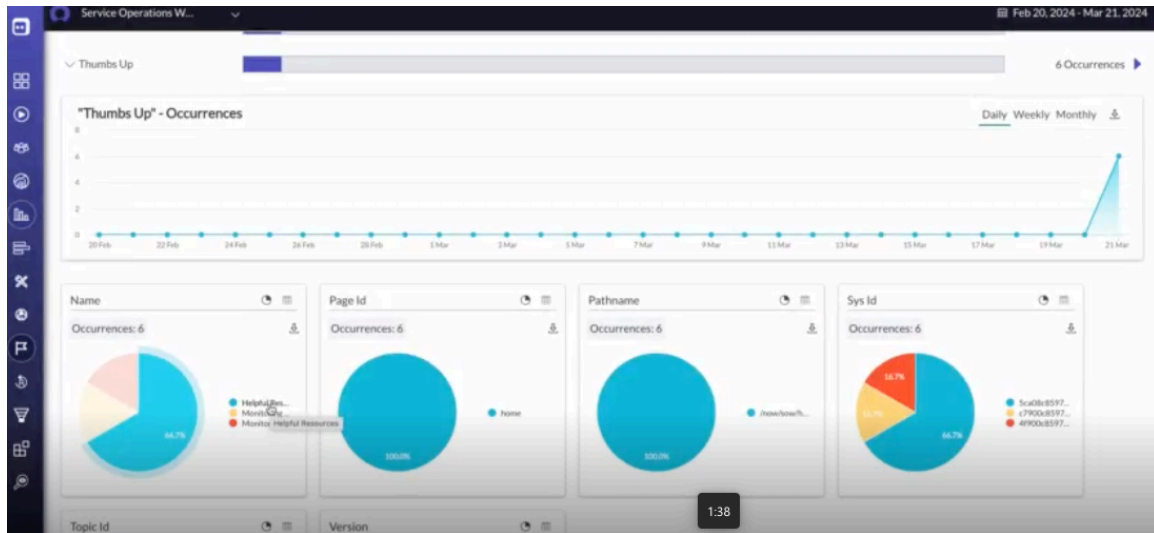 Service Operations W...
Feb 20, 2024 - Mar 21, 2024
Thumbs Up
6 Occurrences
"Thumbs Up" - Occurrences
Daily Weekly Monthly
8
6
4
2
0
20 Feb 22 Feb 24 Feb 26 Feb 28 Feb 1 Mar 3 Mar 5 Mar 7 Mar 9 Mar 11 Mar 13 Mar 15 Mar 17 Mar 19 Mar 21 Mar
Name
Occurrences: 6
66.7%
HelpfulRes...
Monitoring ...
Monitor
Helpful Resources
Page Id
Occurrences: 6
100.0%
home
Pathname
Occurrences: 6
100.0%
/now/sow/h...
Sys Id
Occurrences: 6
16.7%
16.7%
66.7%
5ca08c8597...
c7900c8597...
4f900c8597...
Topic Id
Version
1:38